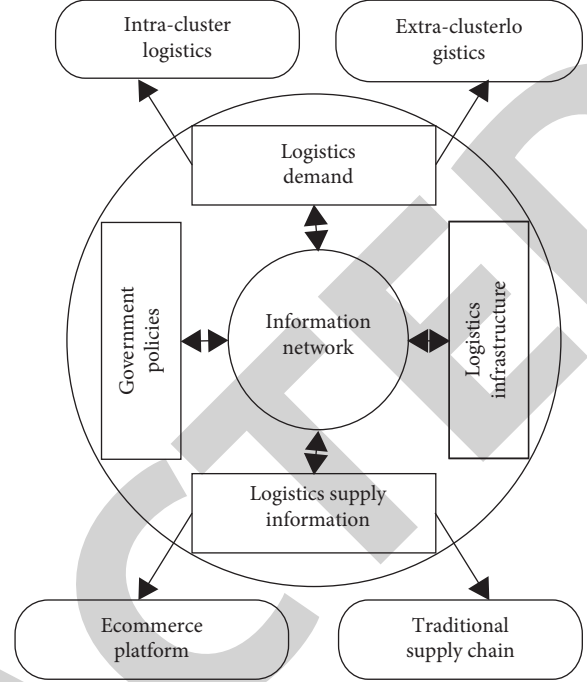 Intra-cluster
logistics
Extra-clusterlo
gistics
Logistics
demand
Government
policies
Information
network
Logistics
infrastructure
Logistics supply
information
Ecommerce
platform
Traditional
supply chain